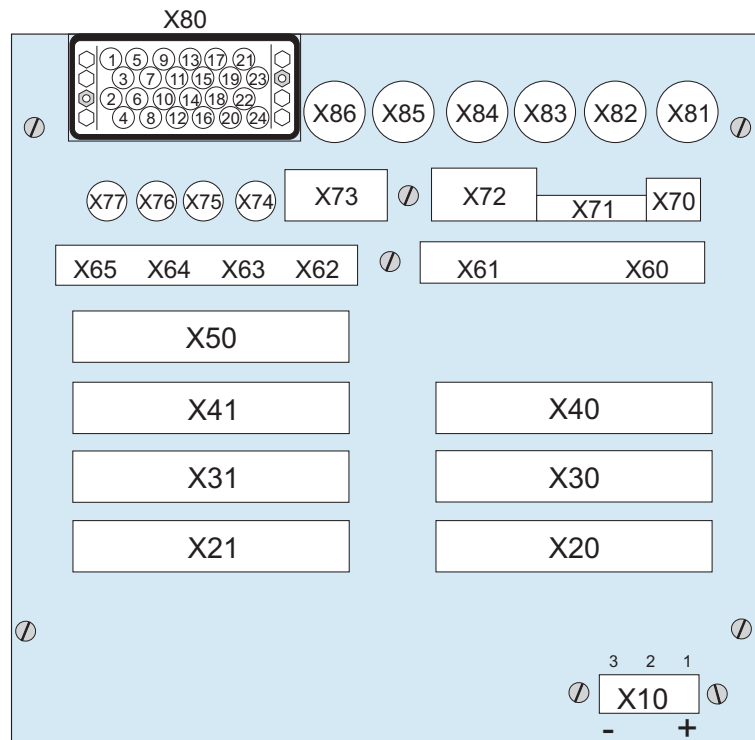 X80
1 5 9 13 17 21
3 7 11 15 19 23
2 6 10 14 18 22
4 8 12 16 20 24
X86 X85 X84 X83 X82 X81
X77 X76 X75 X74 X73 X72 X71 X70
X65 X64 X63 X62 X61 X60
X50
X41 X40
X31 X30
X21 X20
3 2 1
X10
- +